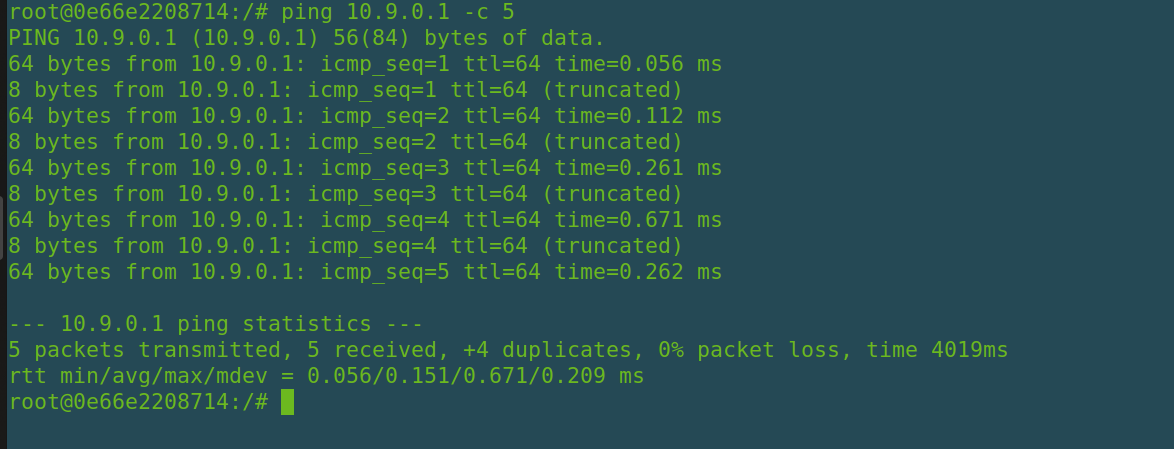 root@0e66e2208714:/# ping 10.9.0.1 -c 5
PING 10.9.0.1 (10.9.0.1) 56(84) bytes of data.
64 bytes from 10.9.0.1: icmp_seq=1 ttl=64 time=0.056 ms
8 bytes from 10.9.0.1: icmp_seq=1 ttl=64 (truncated)
64 bytes from 10.9.0.1: icmp_seq=2 ttl=64 time=0.112 ms
8 bytes from 10.9.0.1: icmp_seq=2 ttl=64 (truncated)
64 bytes from 10.9.0.1: icmp_seq=3 ttl=64 time=0.261 ms
8 bytes from 10.9.0.1: icmp_seq=3 ttl=64 (truncated)
64 bytes from 10.9.0.1: icmp_seq=4 ttl=64 time=0.671 ms
8 bytes from 10.9.0.1: icmp_seq=4 ttl=64 (truncated)
64 bytes from 10.9.0.1: icmp_seq=5 ttl=64 time=0.262 ms
--- 10.9.0.1 ping statistics ---
5 packets transmitted, 5 received, +4 duplicates, 0% packet loss, time 4019ms
rtt min/avg/max/mdev = 0.056/0.151/0.671/0.209 ms
root@0e66e2208714:/#